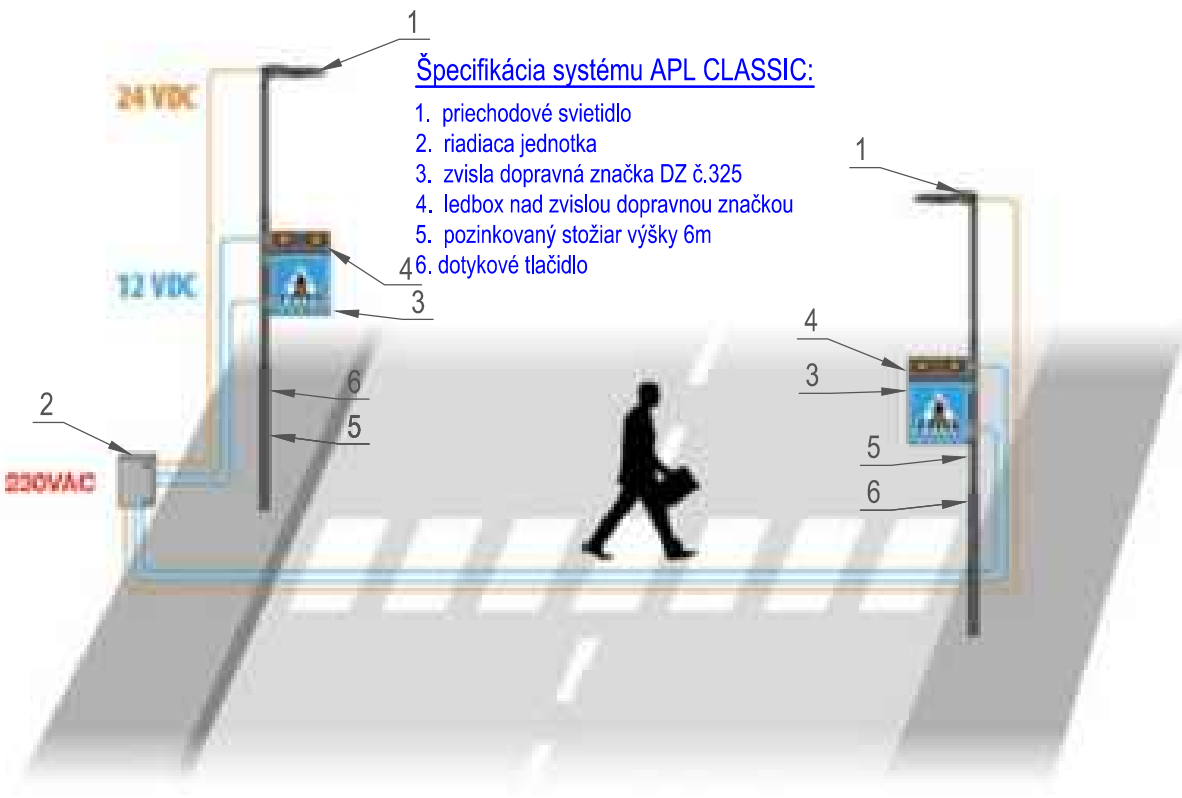 1
Špecifikácia systému APL CLASSIC:
24 VDC
1. priechodové svietidlo
2. riadiaca jednotka
1
3. zvisla dopravná značka DZ č.325
4. ledbox nad zvislou dopravnou značkou
5. pozinkovaný stožiar výšky 6m
4
6. dotykové tlačidlo
12 VDC
3
4
3
6
2
5
5
230VAC
6